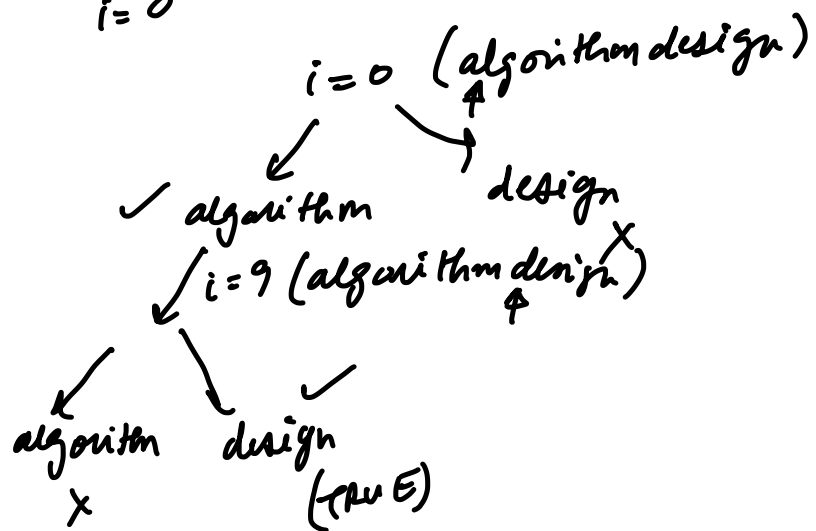 i= 0
i = 0 (algorithm design)
✓ algorithm design
X
i = 9 (algorithm design)
✓
algorithm design
X (TRUE)